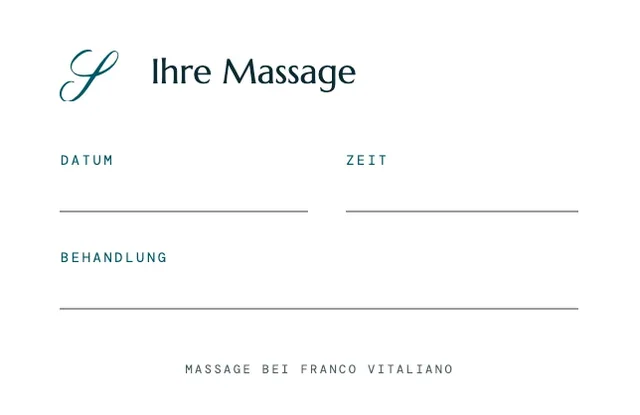 S Ihre Massage
DATUM ZEIT
BEHANDLUNG
MASSAGE BEI FRANCO VITALIANO